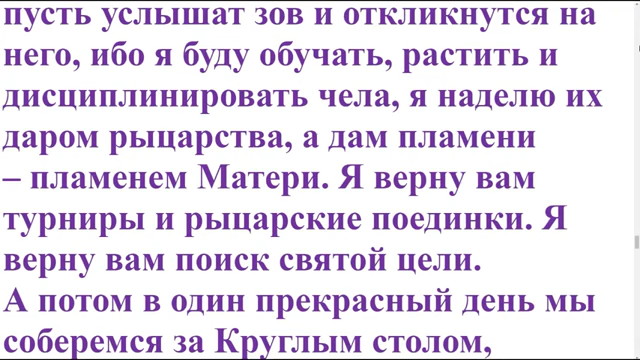 пусть услышат зов и откликнутся на
него, ибо я буду обучать, растить и
дисциплинировать чела, я наделю их
даром рыцарства, а дам пламени
– пламенем Матери. Я верну вам
турниры и рыцарские поединки. Я
верну вам поиск святой цели.
А потом в один прекрасный день мы
соберемся за Круглым столом,